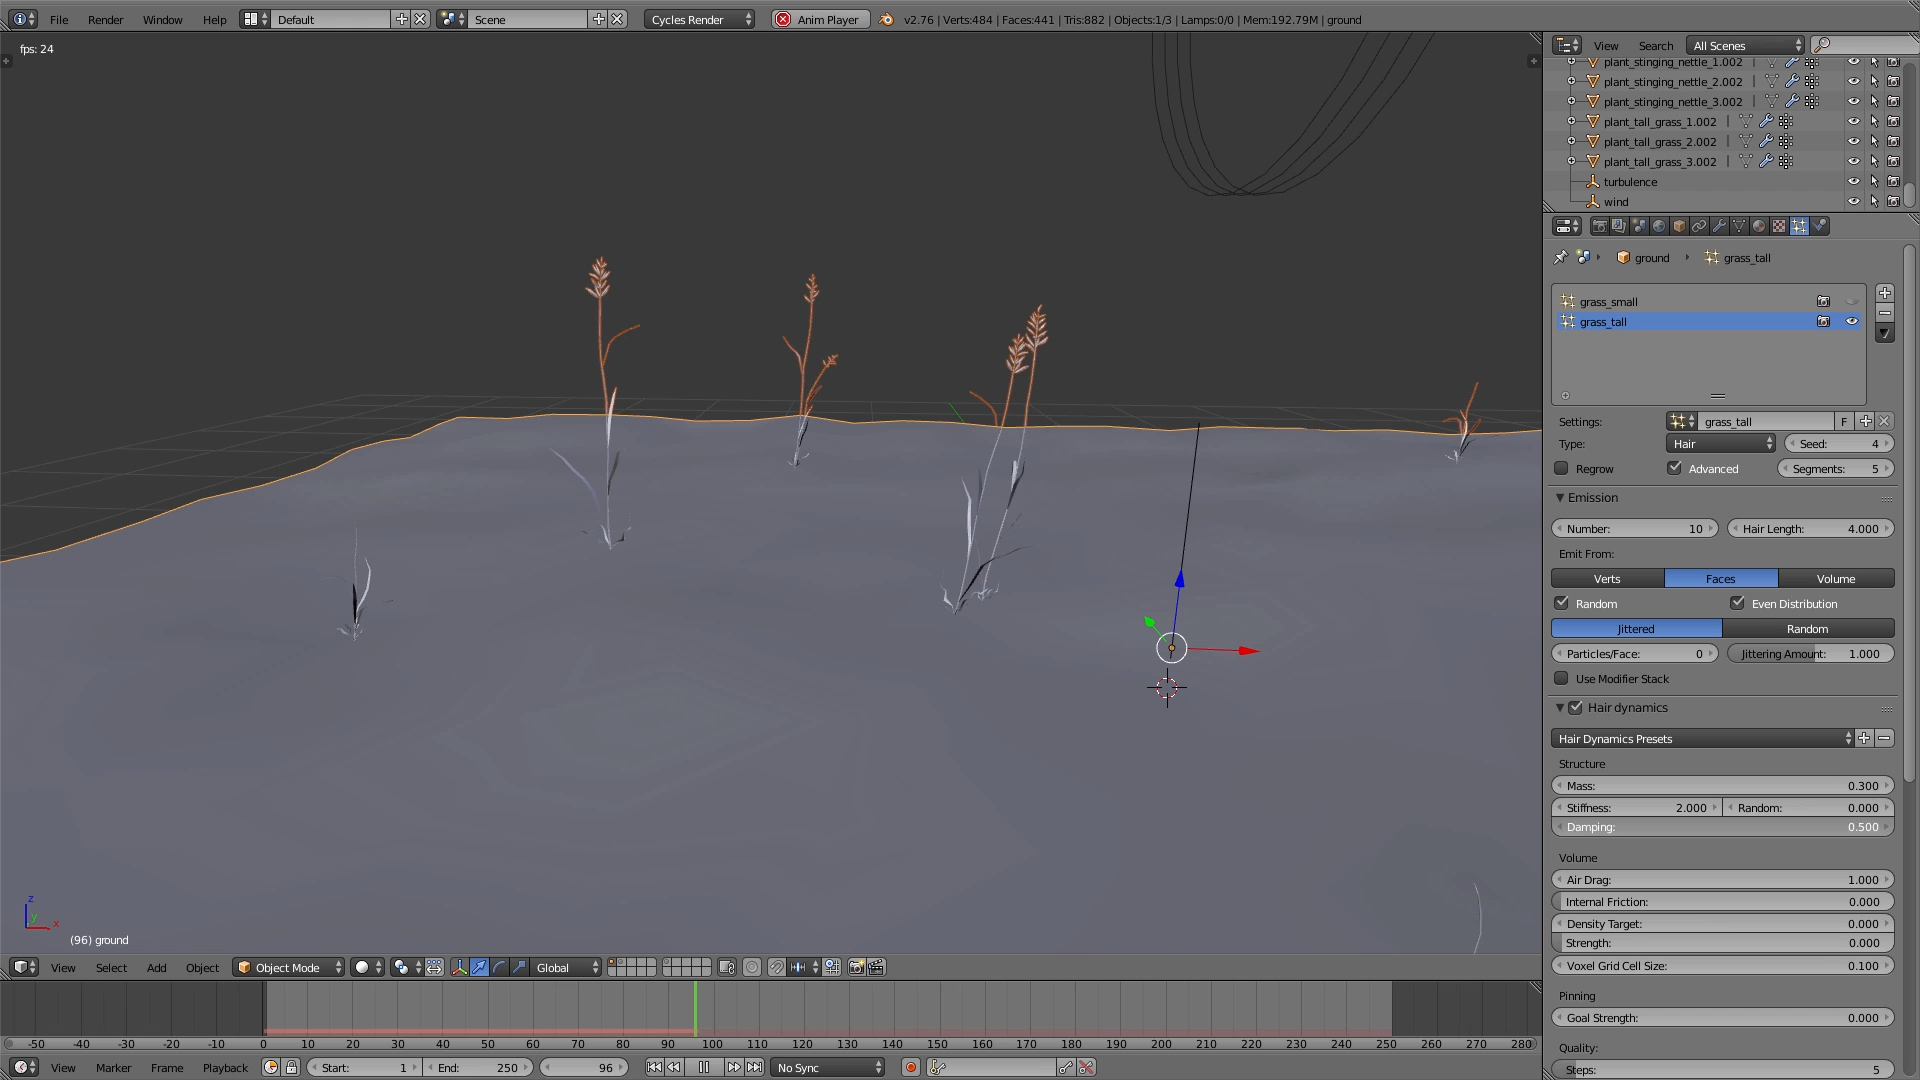 File Render Window Help Default Scene Cycles Render Anim Player v2.76 | Verts:484 | Faces:441 | Tris:882 | Objects:1/3 | Lamps:0/0 | Mem:192.79M | ground
fps: 24
View Search All Scenes
plant_stinging_nettle_1.002
plant_stinging_nettle_2.002
plant_stinging_nettle_3.002
plant_tall_grass_1.002
plant_tall_grass_2.002
plant_tall_grass_3.002
turbulence
wind
ground grass_tall
grass_small
grass_tall
Settings: grass_tall F
Type: Hair Seed: 4
Regrow Advanced Segments: 5
Emission
Number: 10 Hair Length: 4.000
Emit From:
Verts Faces Volume
Random Even Distribution
Jittered Random
Particles/Face: 0 Jittering Amount: 1.000
Use Modifier Stack
Hair dynamics
Hair Dynamics Presets
Structure
Mass: 0.300
Stiffness: 2.000 Random: 0.000
Damping: 0.500
Volume
Air Drag: 1.000
Internal Friction: 0.000
Density Target: 0.000
Strength: 0.000
Voxel Grid Cell Size: 0.100
Pinning
Goal Strength: 0.000
Quality:
Steps: 5
z
y
x
(96) ground
View Select Add Object Object Mode Global
-50 -40 -30 -20 -10 0 10 20 30 40 50 60 70 80 90 100 110 120 130 140 150 160 170 180 190 200 210 220 230 240 250 260 270 280
View Marker Frame Playback Start: 1 End: 250 96 No Sync